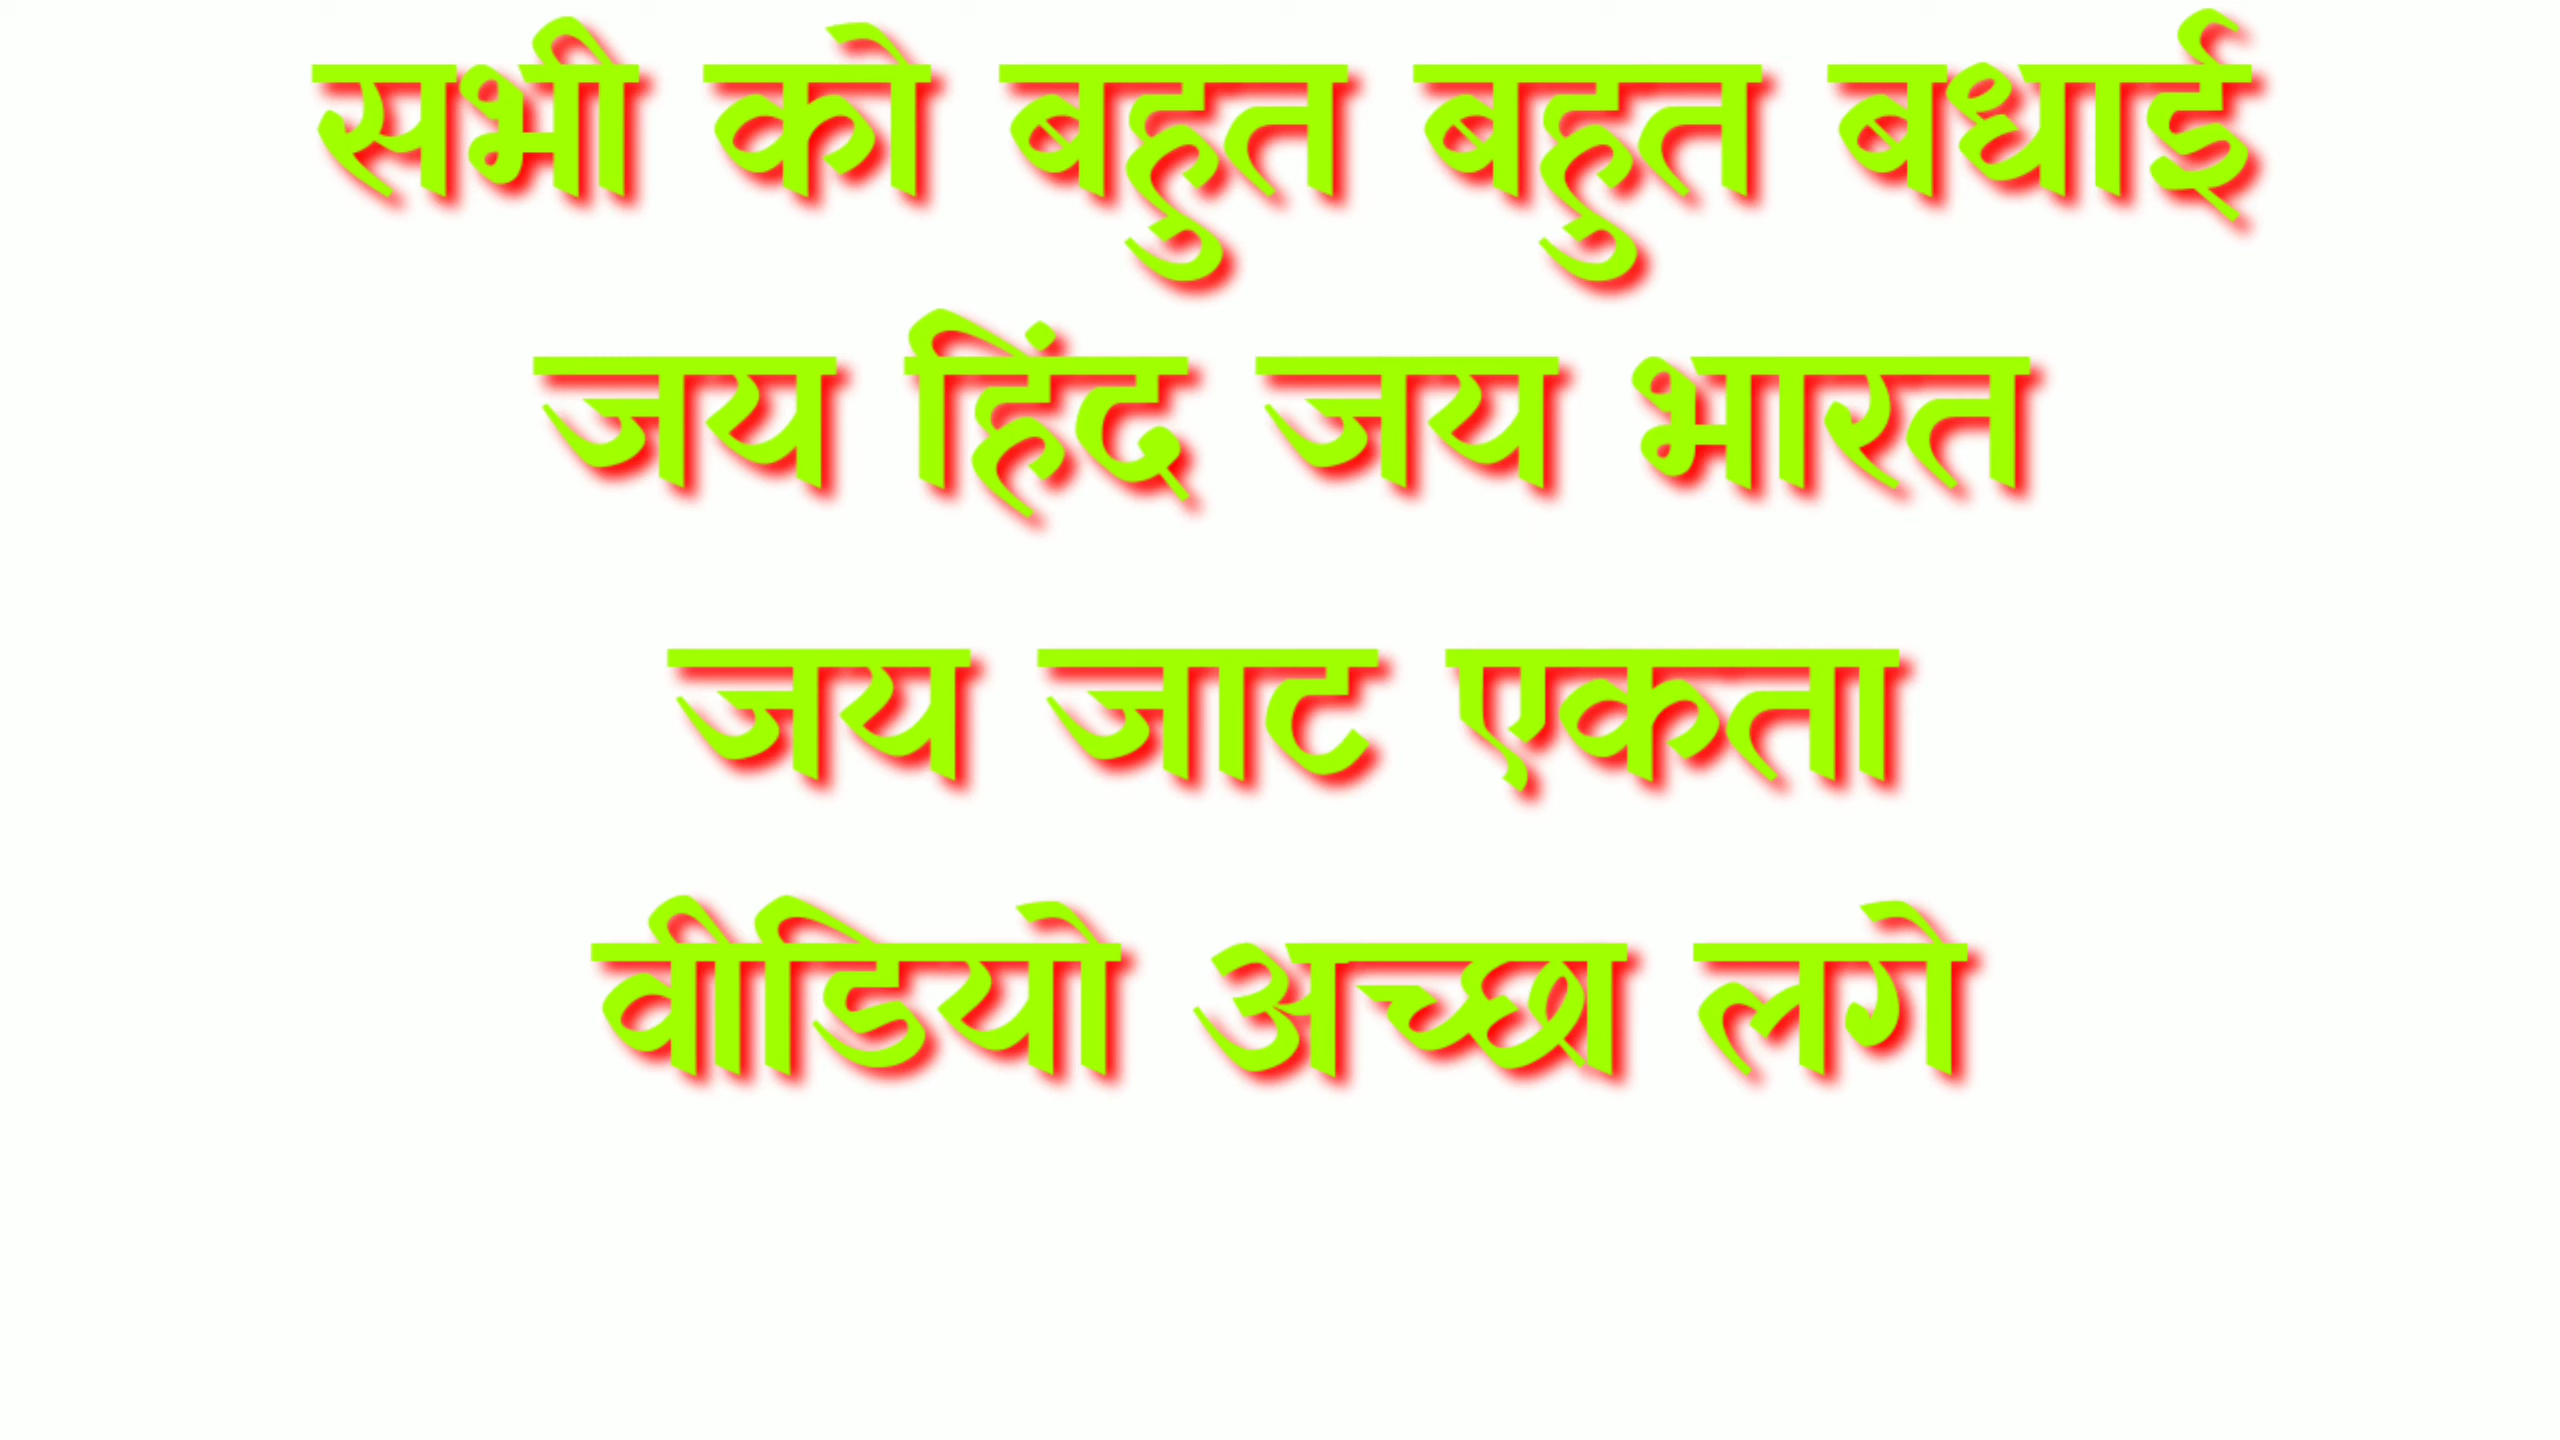 सभी को बहुत बहुत बधाई
जय हिंद जय भारत
जय जाट एकता
वीडियो अच्छा लगे